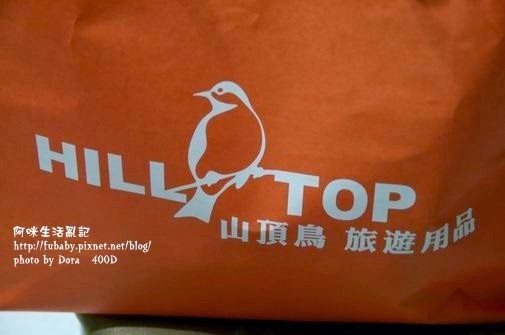 HILL TOP
山頂鳥 旅遊用品
阿咪生活亂記
http://fubaby.pixnet.net/blog/
photo by Dora 400D